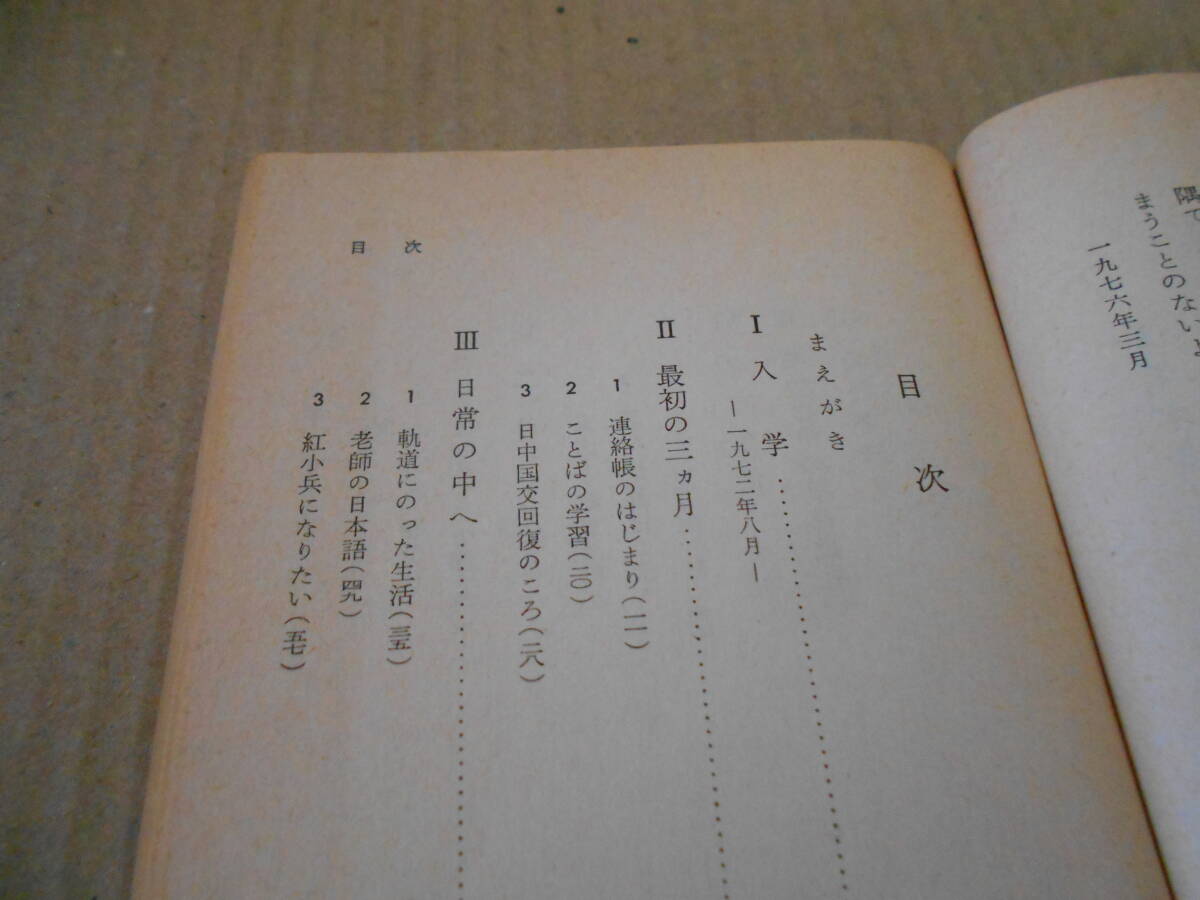 隅で
まうことのないよ
一九七六年三月
目次
まえがき
I 入学
―一九七二年八月―
II 最初の三ヵ月
1 連絡帳のはじまり(一一)
2 ことばの学習(二〇)
3 日中国交回復のころ(二八)
III 日常の中へ
1 軌道にのった生活(三五)
2 老師の日本語(四九)
3 紅小兵になりたい(五七)
目次